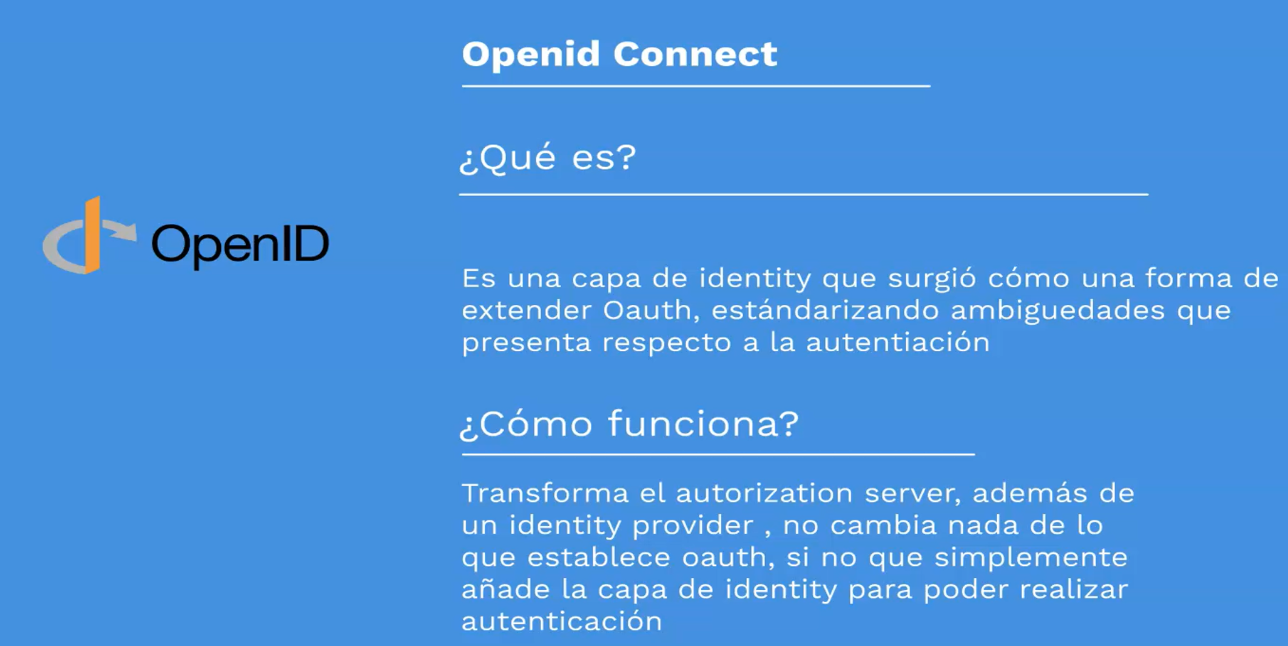 Openid Connect
¿Qué es?
OpenID
Es una capa de identity que surgió cómo una forma de
extender Oauth, estándarizando ambiguedades que
presenta respecto a la autentiación
¿Cómo funciona?
Transforma el autorization server, además de
un identity provider , no cambia nada de lo
que establece oauth, si no que simplemente
añade la capa de identity para poder realizar
autenticación